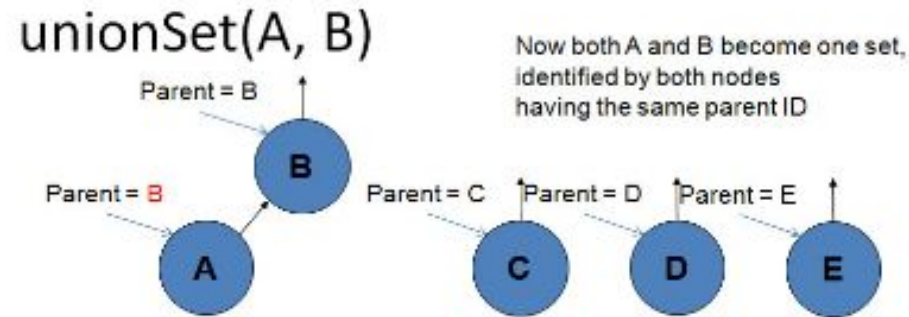 unionSet(A, B)
Now both A and B become one set,
identified by both nodes
having the same parent ID
Parent = B
B
Parent = B
Parent = C
Parent = D
Parent = E
A
C
D
E